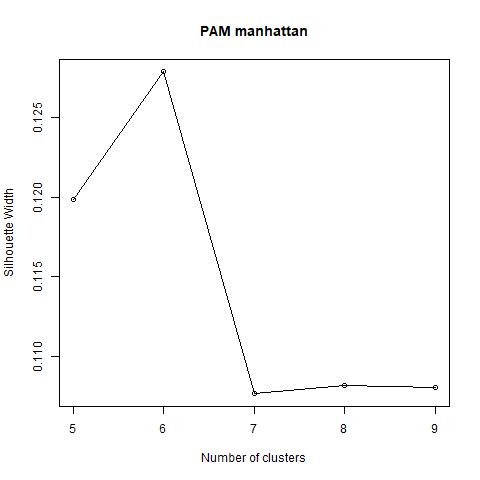 PAM manhattan
Silhouette Width
0.125
0.120
0.115
0.110
5 6 7 8 9
Number of clusters